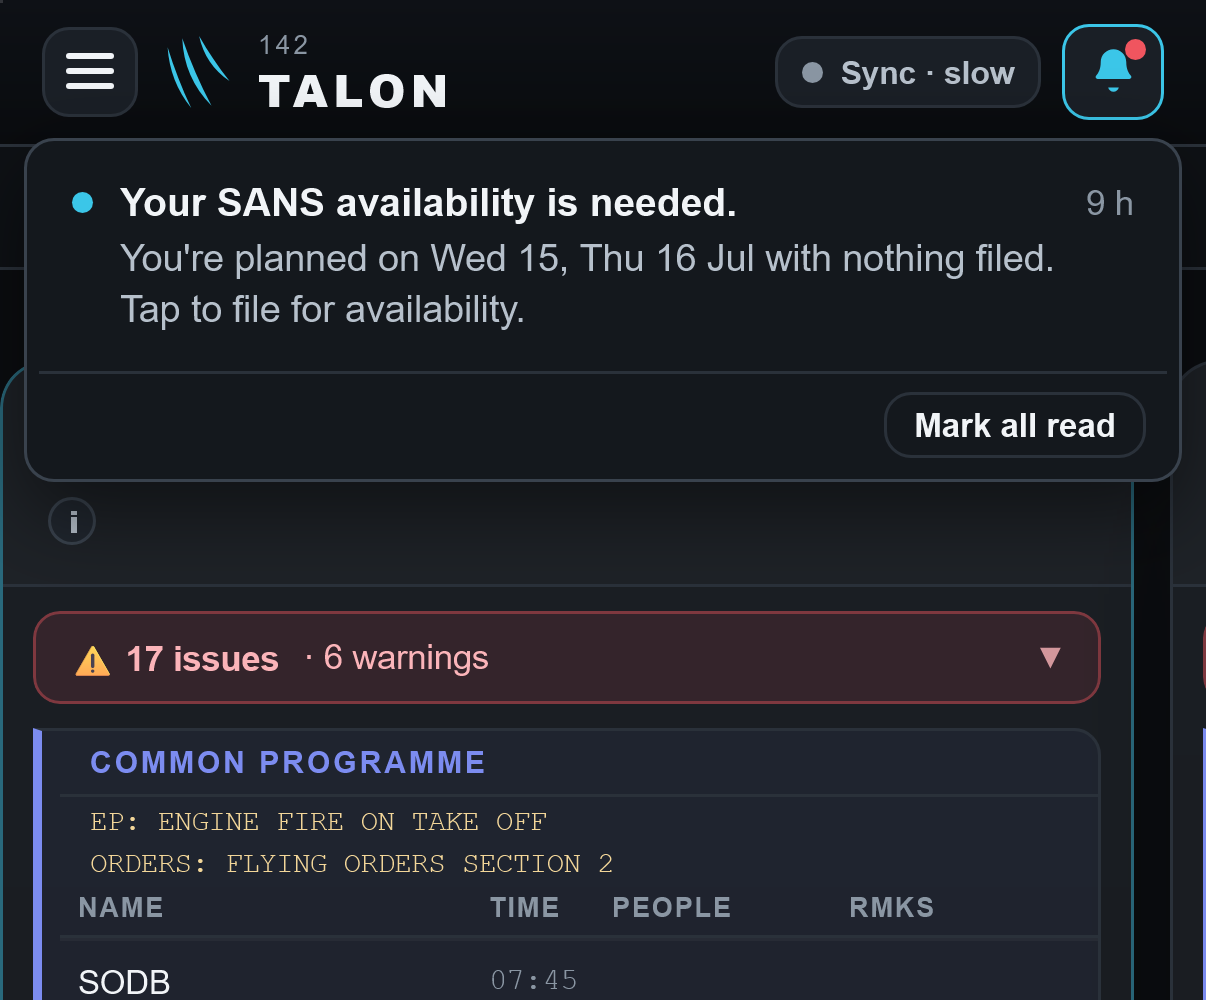 142
TALON
Sync · slow
Your SANS availability is needed.
9 h
You're planned on Wed 15, Thu 16 Jul with nothing filed.
Tap to file for availability.
Mark all read
i
17 issues · 6 warnings
COMMON PROGRAMME
EP: ENGINE FIRE ON TAKE OFF
ORDERS: FLYING ORDERS SECTION 2
NAME TIME PEOPLE RMKS
SODB 07:45